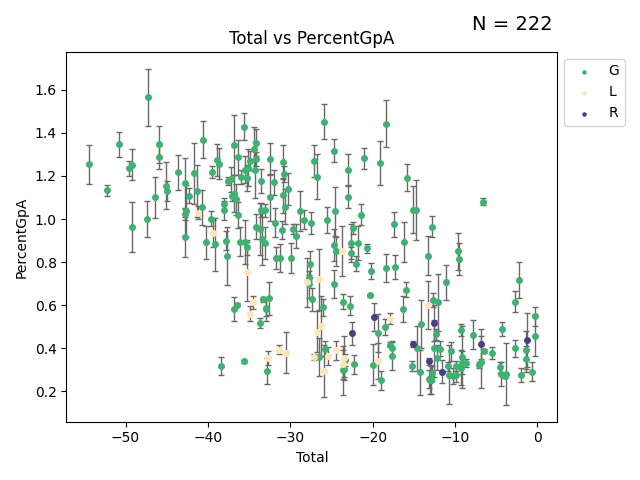 N = 222
Total vs PercentGpA
G
L
R
PercentGpA
1.6
1.4
1.2
1.0
0.8
0.6
0.4
0.2
−50 −40 −30 −20 −10 0
Total